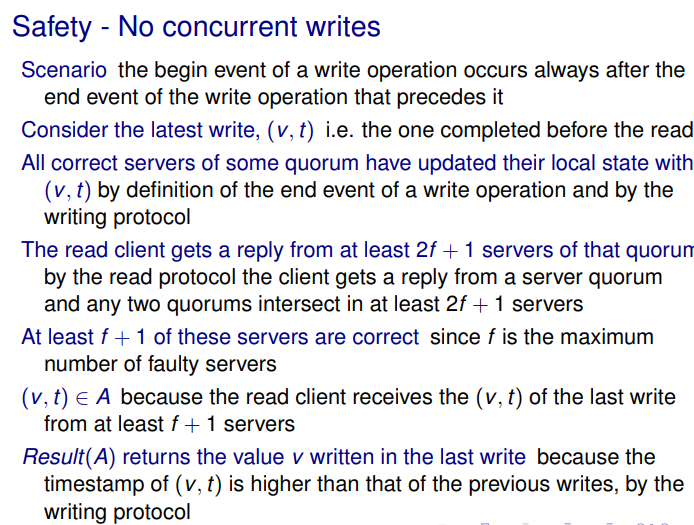 Safety - No concurrent writes
Scenario the begin event of a write operation occurs always after the
end event of the write operation that precedes it
Consider the latest write, (v, t) i.e. the one completed before the read
All correct servers of some quorum have updated their local state with
(v, t) by definition of the end event of a write operation and by the
writing protocol
The read client gets a reply from at least 2f + 1 servers of that quorum
by the read protocol the client gets a reply from a server quorum
and any two quorums intersect in at least 2f + 1 servers
At least f + 1 of these servers are correct since f is the maximum
number of faulty servers
(v, t) ∈ A because the read client receives the (v, t) of the last write
from at least f + 1 servers
Result(A) returns the value v written in the last write because the
timestamp of (v, t) is higher than that of the previous writes, by the
writing protocol